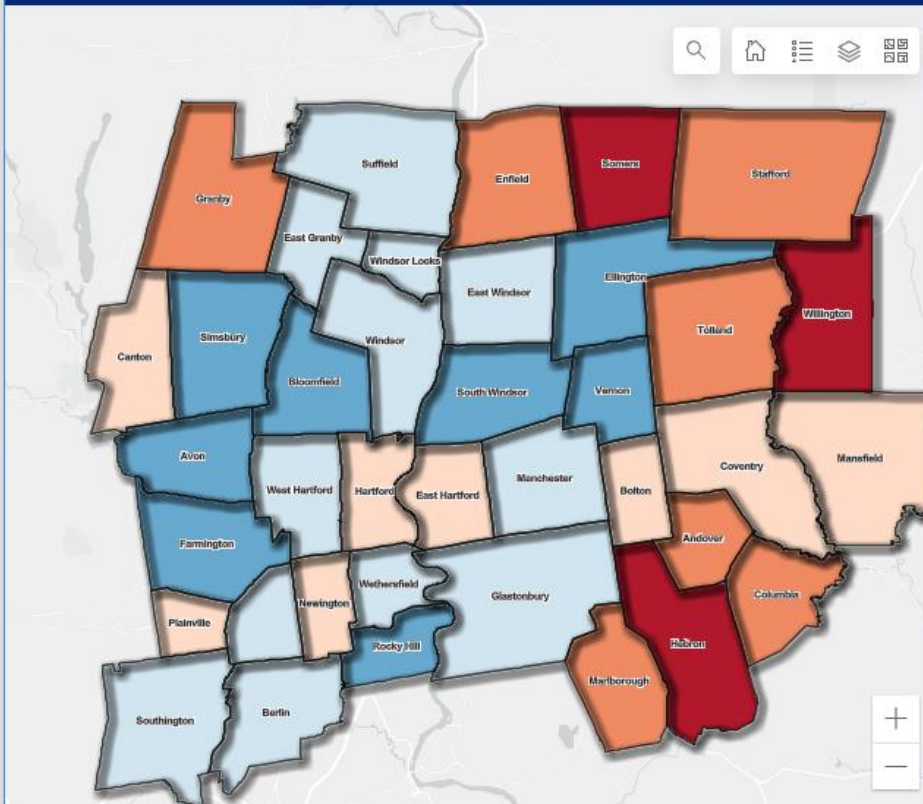 Suffield
Somers
Stafford
Enfield
Granby
East Granby
Windsor Locks
Ellington
East Windsor
Willington
Tolland
Simsbury
Windsor
Canton
Bloomfield
South Windsor
Vernon
Avon
Mansfield
Coventry
Manchester
West Hartford
Hartford
East Hartford
Bolton
Andover
Farmington
Wethersfield
Columbia
Glastonbury
Newington
Plainville
Hebron
Rocky Hill
Marlborough
Berlin
Southington